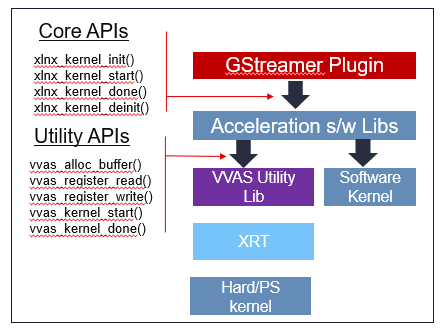 Core APIs
xlnx_kernel_init()
xlnx_kernel_start()
xlnx_kernel_done()
xlnx_kernel_deinit()
Utility APIs
vvas_alloc_buffer()
vvas_register_read()
vvas_register_write()
vvas_kernel_start()
vvas_kernel_done()
GStreamer Plugin
Acceleration s/w Libs
VVAS Utility
Lib
Software
Kernel
XRT
Hard/PS
kernel